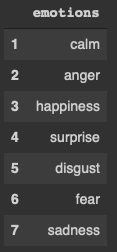 emotions
1 calm
2 anger
3 happiness
4 surprise
5 disgust
6 fear
7 sadness